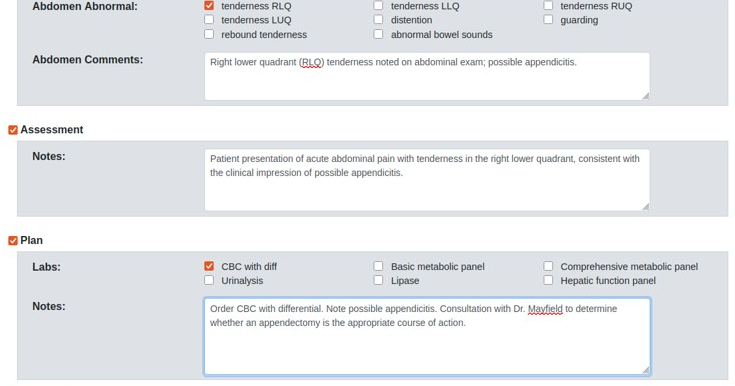 Abdomen Abnormal: tenderness RLQ tenderness LLQ tenderness RUQ
tenderness LUQ distention guarding
rebound tenderness abnormal bowel sounds
Abdomen Comments: Right lower quadrant (RLQ) tenderness noted on abdominal exam; possible appendicitis.
Assessment
Notes: Patient presentation of acute abdominal pain with tenderness in the right lower quadrant, consistent with
the clinical impression of possible appendicitis.
Plan
Labs: CBC with diff Basic metabolic panel Comprehensive metabolic panel
Urinalysis Lipase Hepatic function panel
Notes: Order CBC with differential. Note possible appendicitis. Consultation with Dr. Mayfield to determine
whether an appendectomy is the appropriate course of action.